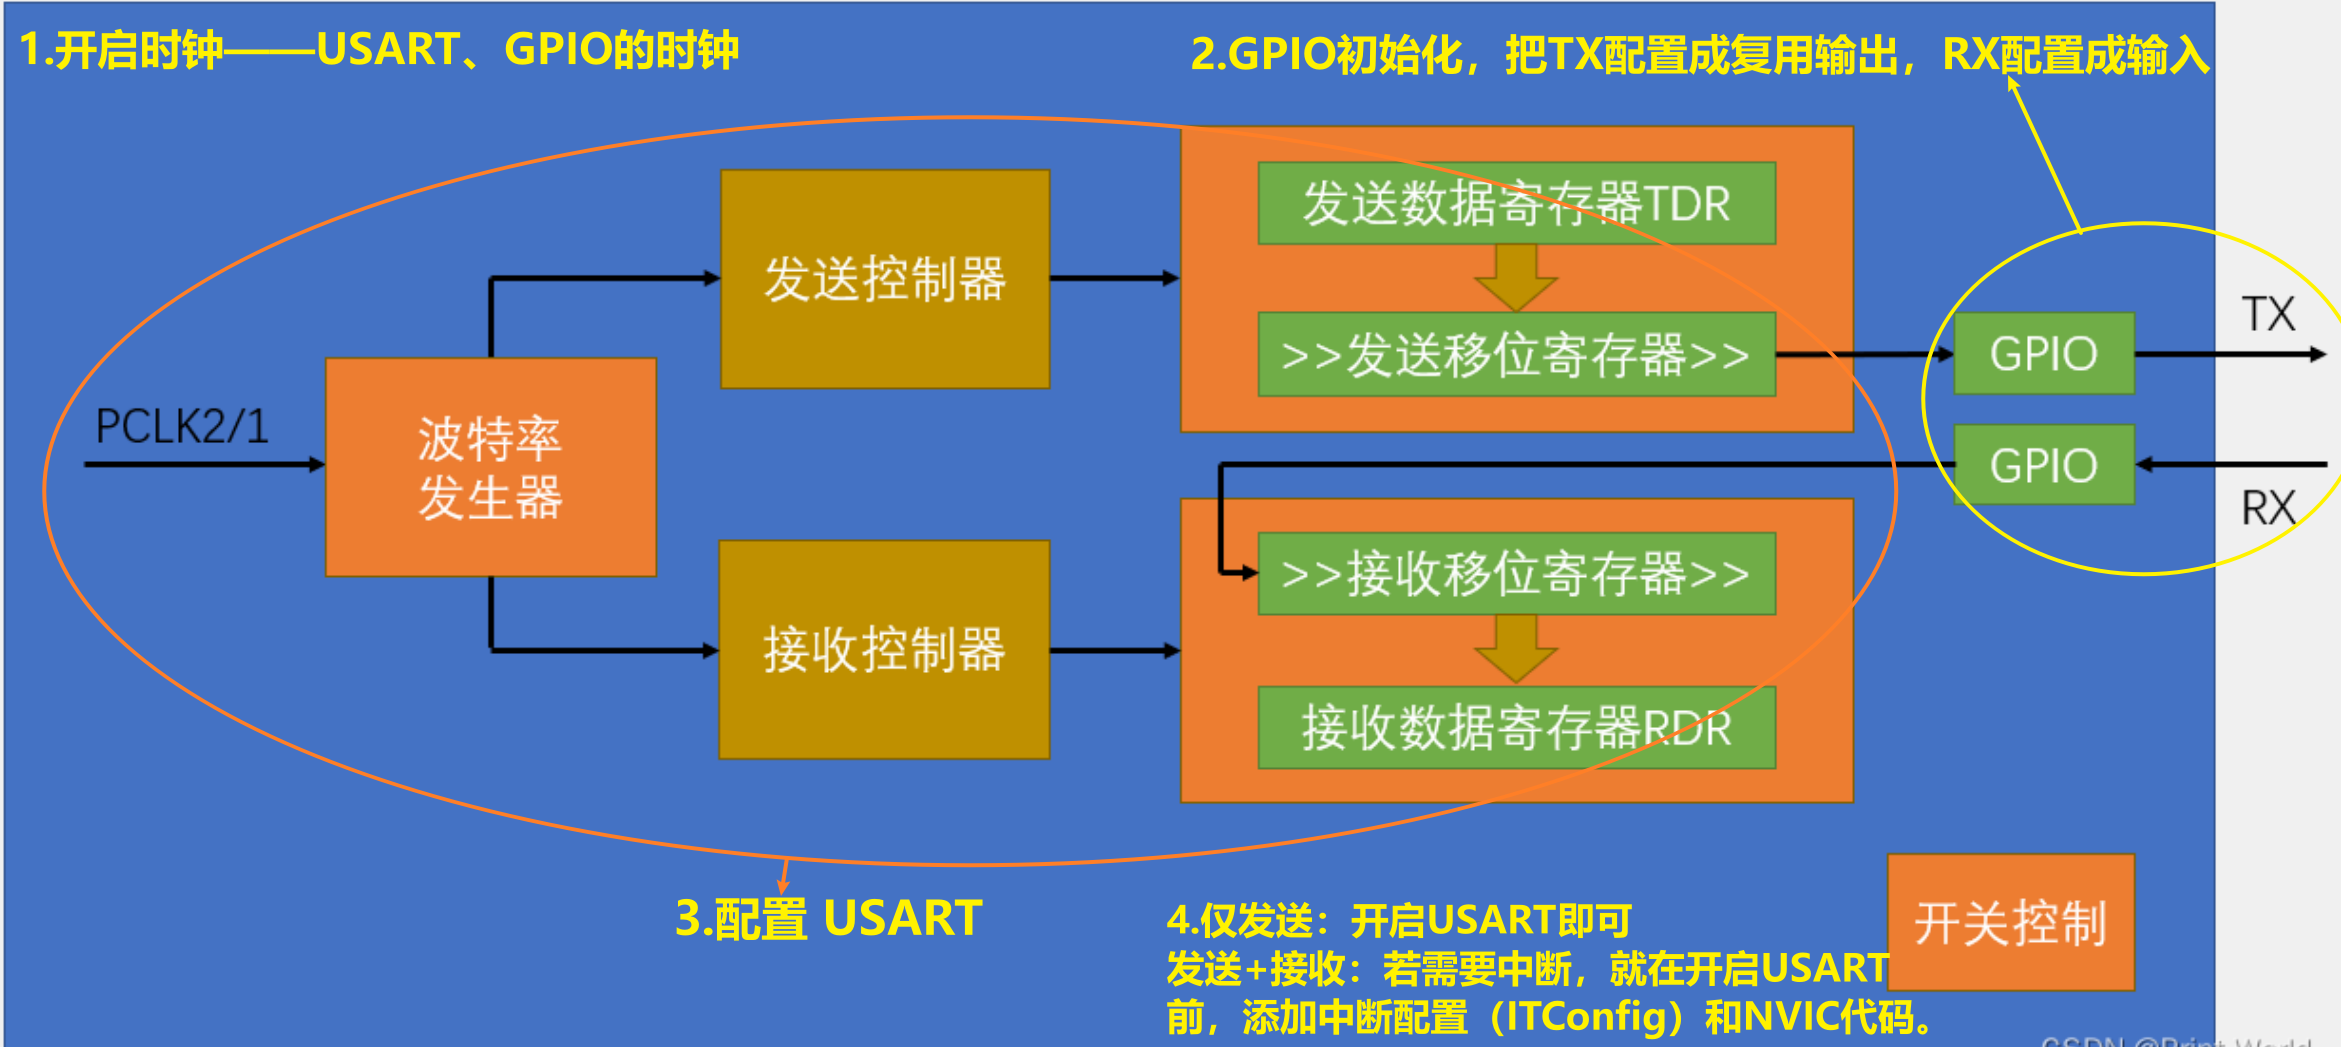 1.开启时钟——USART、GPIO的时钟
2.GPIO初始化，把TX配置成复用输出，RX配置成输入
发送数据寄存器TDR
发送控制器
>>发送移位寄存器>>
GPIO
TX
PCLK2/1
波特率
发生器
GPIO
RX
>>接收移位寄存器>>
接收控制器
接收数据寄存器RDR
3.配置 USART
4.仅发送：开启USART即可
发送+接收：若需要中断，就在开启USART
前，添加中断配置（ITConfig）和NVIC代码。
开关控制
CSDN @Print World